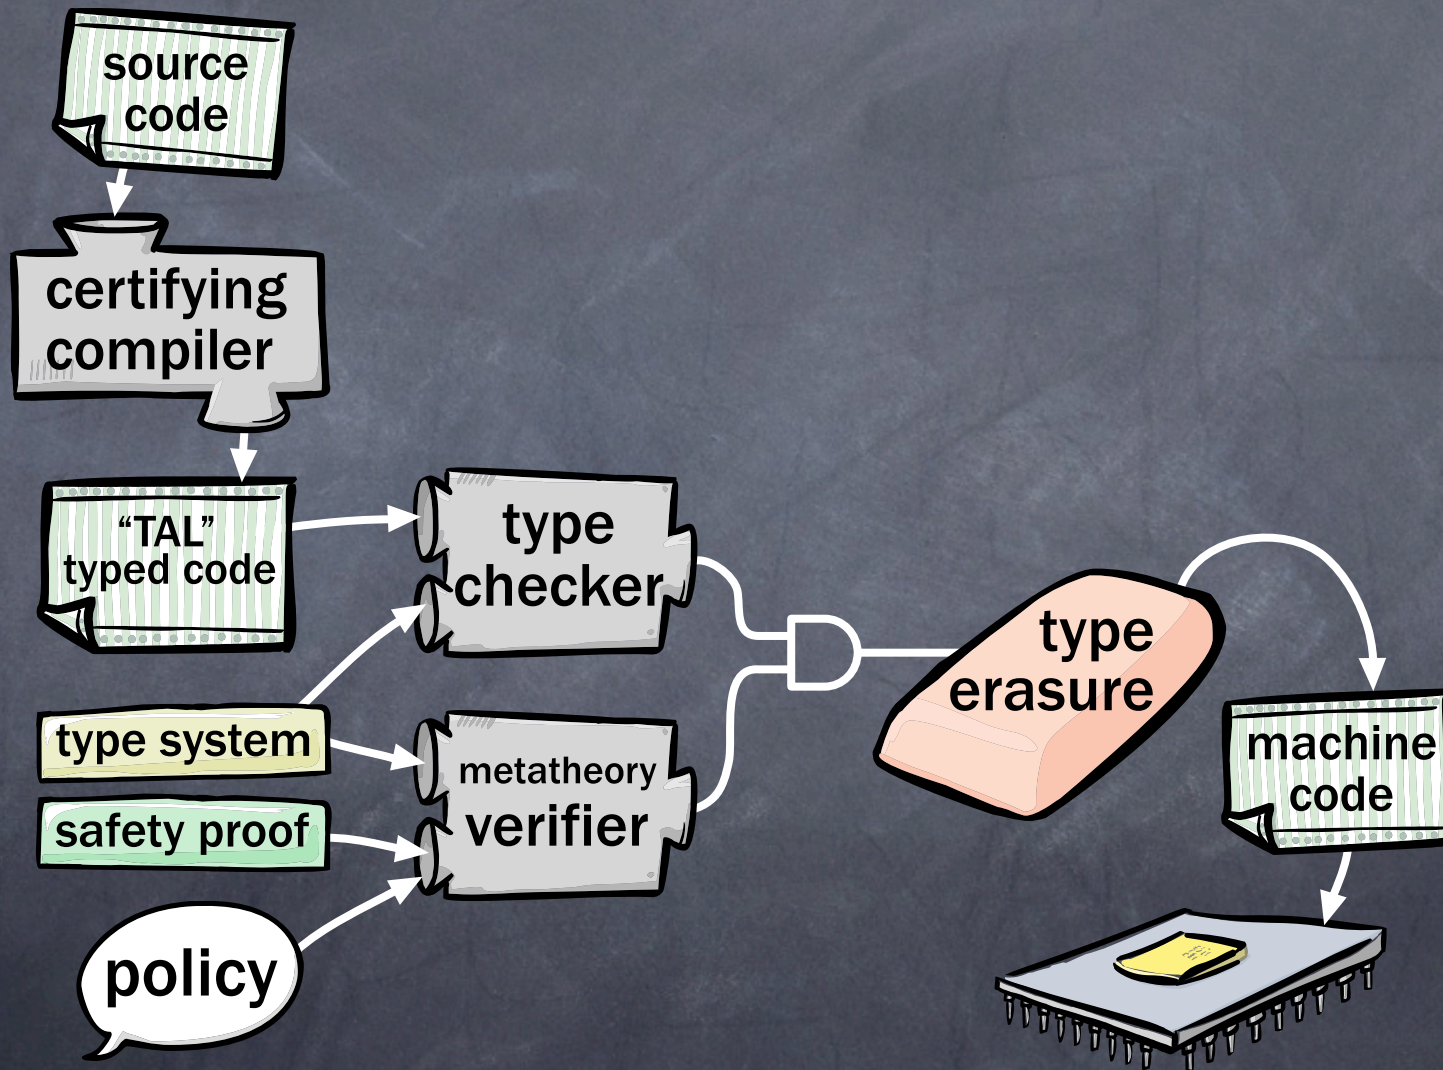 source
code
certifying
compiler
“TAL”
typed code
type
checker
type system
metatheory
verifier
safety proof
policy
type
erasure
machine
code